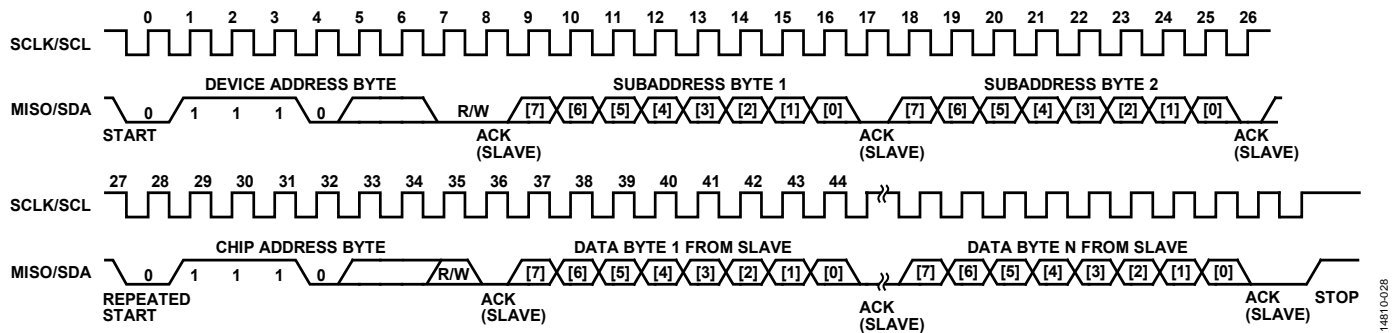 0 1 2 3 4 5 6 7 8 9 10 11 12 13 14 15 16 17 18 19 20 21 22 23 24 25 26
SCLK/SCL
DEVICE ADDRESS BYTE SUBADDRESS BYTE 1 SUBADDRESS BYTE 2
MISO/SDA 0 1 1 1 0 R/W [7] [6] [5] [4] [3] [2] [1] [0] [7] [6] [5] [4] [3] [2] [1] [0]
START ACK ACK ACK
(SLAVE) (SLAVE) (SLAVE)
27 28 29 30 31 32 33 34 35 36 37 38 39 40 41 42 43 44
SCLK/SCL
CHIP ADDRESS BYTE DATA BYTE 1 FROM SLAVE DATA BYTE N FROM SLAVE
MISO/SDA 0 1 1 1 0 R/W [7] [6] [5] [4] [3] [2] [1] [0] [7] [6] [5] [4] [3] [2] [1] [0]
REPEATED ACK ACK ACK STOP
START (SLAVE) (SLAVE) (SLAVE)
14810-028